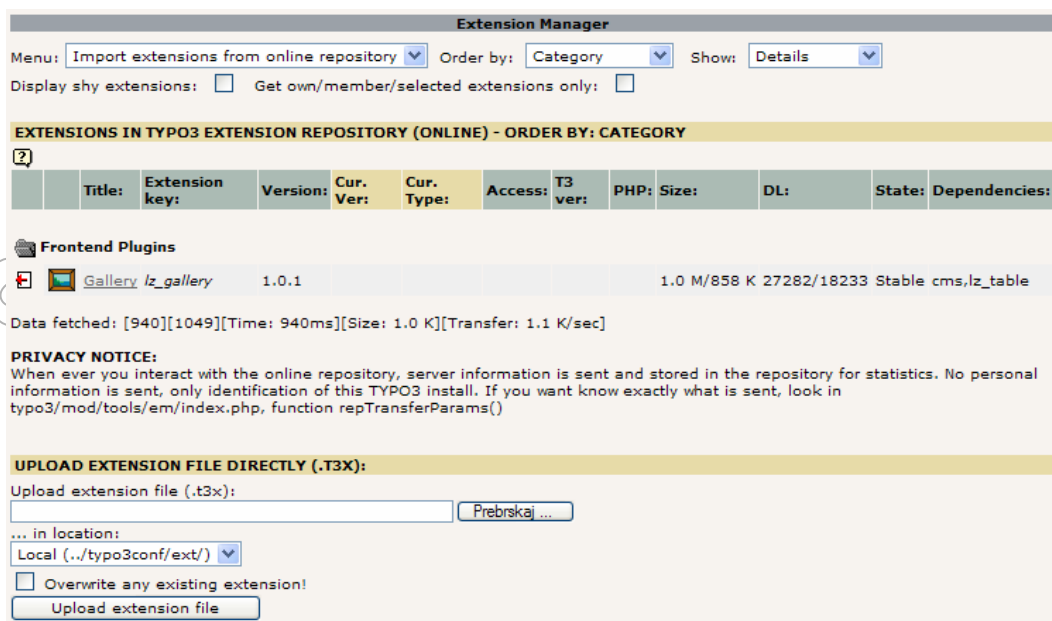 Extension Manager
Menu: Import extensions from online repository Order by: Category Show: Details
Display shy extensions: Get own/member/selected extensions only:
EXTENSIONS IN TYPO3 EXTENSION REPOSITORY (ONLINE) - ORDER BY: CATEGORY
?
Title: Extension key: Version: Cur. Ver: Cur. Type: Access: T3 ver: PHP: Size: DL: State: Dependencies:
Frontend Plugins
Gallery lz_gallery 1.0.1 1.0 M/858 K 27282/18233 Stable cms,lz_table
Data fetched: [940][1049][Time: 940ms][Size: 1.0 K][Transfer: 1.1 K/sec]
PRIVACY NOTICE:
When ever you interact with the online repository, server information is sent and stored in the repository for statistics. No personal
information is sent, only identification of this TYPO3 install. If you want know exactly what is sent, look in
typo3/mod/tools/em/index.php, function repTransferParams()
UPLOAD EXTENSION FILE DIRECTLY (.T3X):
Upload extension file (.t3x):
Prebrskaj ...
... in location:
Local (../typo3conf/ext/)
Overwrite any existing extension!
Upload extension file